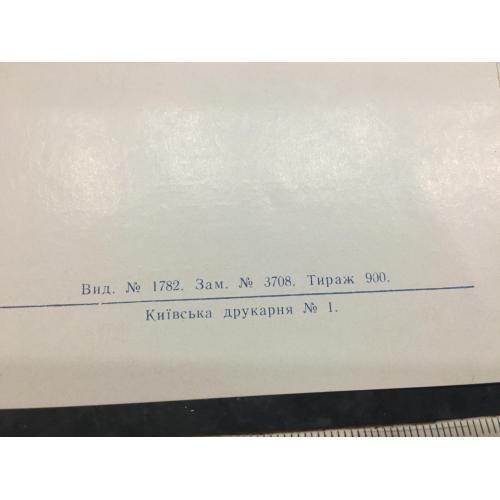 Вид. № 1782. Зам. № 3708. Тираж 900.
Київська друкарня № 1.